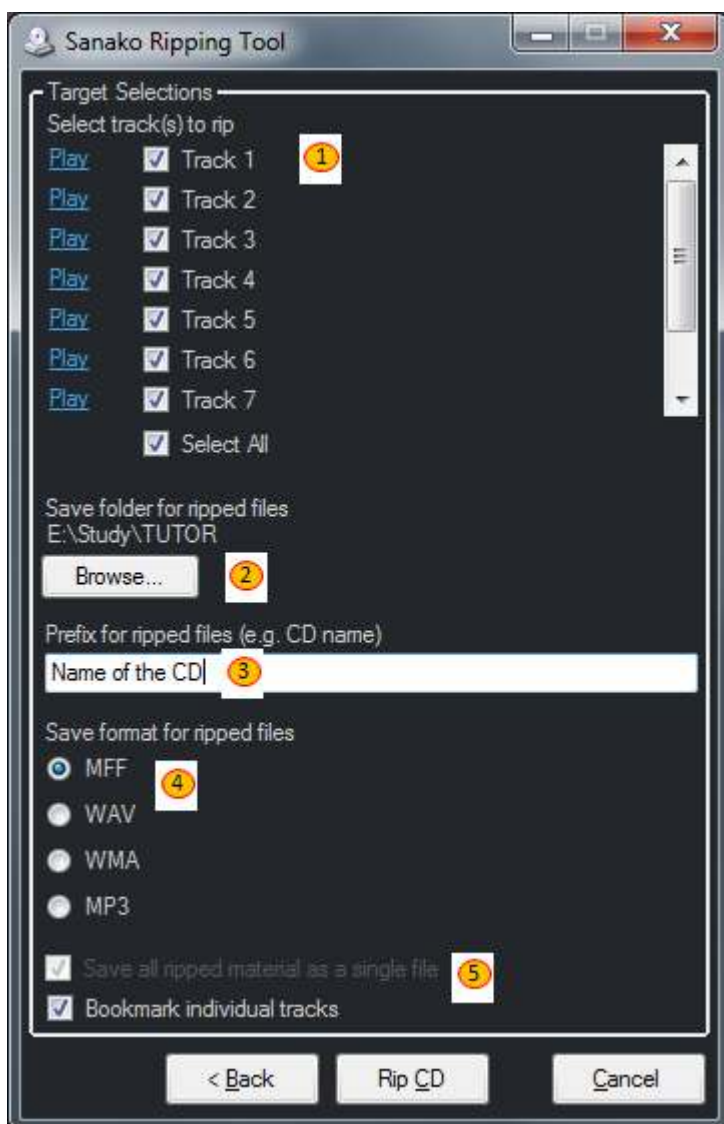 Sanako Ripping Tool
Target Selections
Select track(s) to rip
Play Track 1 1
Play Track 2
Play Track 3
Play Track 4
Play Track 5
Play Track 6
Play Track 7
Select All
Save folder for ripped files
E:\Study\TUTOR
Browse... 2
Prefix for ripped files (e.g. CD name)
Name of the CD 3
Save format for ripped files
MFF
4
WAV
WMA
MP3
Save all ripped material as a single file 5
Bookmark individual tracks
< Back Rip CD Cancel